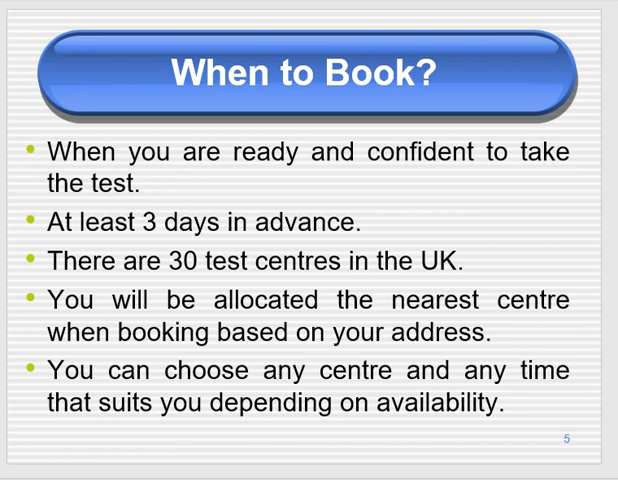 When to Book?
• When you are ready and confident to take
the test.
• At least 3 days in advance.
• There are 30 test centres in the UK.
• You will be allocated the nearest centre
when booking based on your address.
• You can choose any centre and any time
that suits you depending on availability.
5